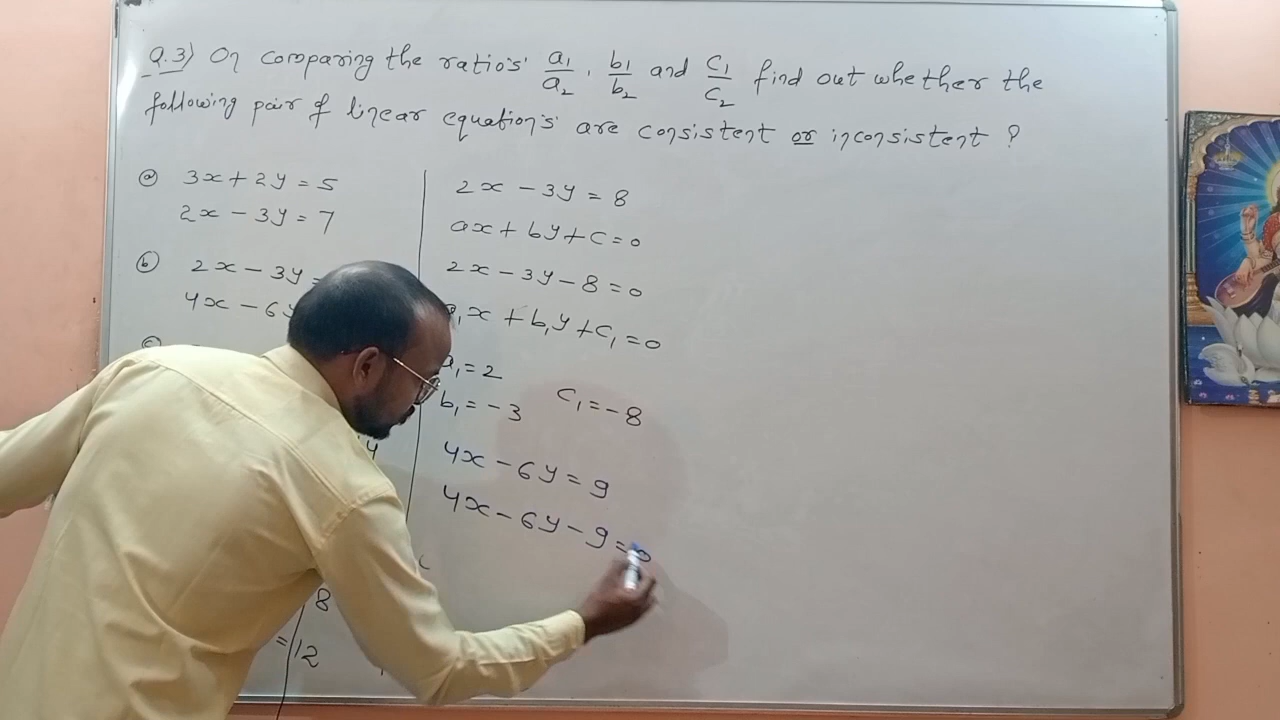 Q.3) On comparing the ratios a₁/a₂, b₁/b₂ and c₁/c₂ find out whether the
following pair of linear equations are consistent or inconsistent ?
(a) 3x + 2y = 5
2x - 3y = 7
(b) 2x - 3y =
4x - 6y
(c)
8
= 12
2x - 3y = 8
ax + by + c = 0
2x - 3y - 8 = 0
a₁x + b₁y + c₁ = 0
a₁ = 2
b₁ = -3 c₁ = -8
4x - 6y = 9
4x - 6y - 9 = 0